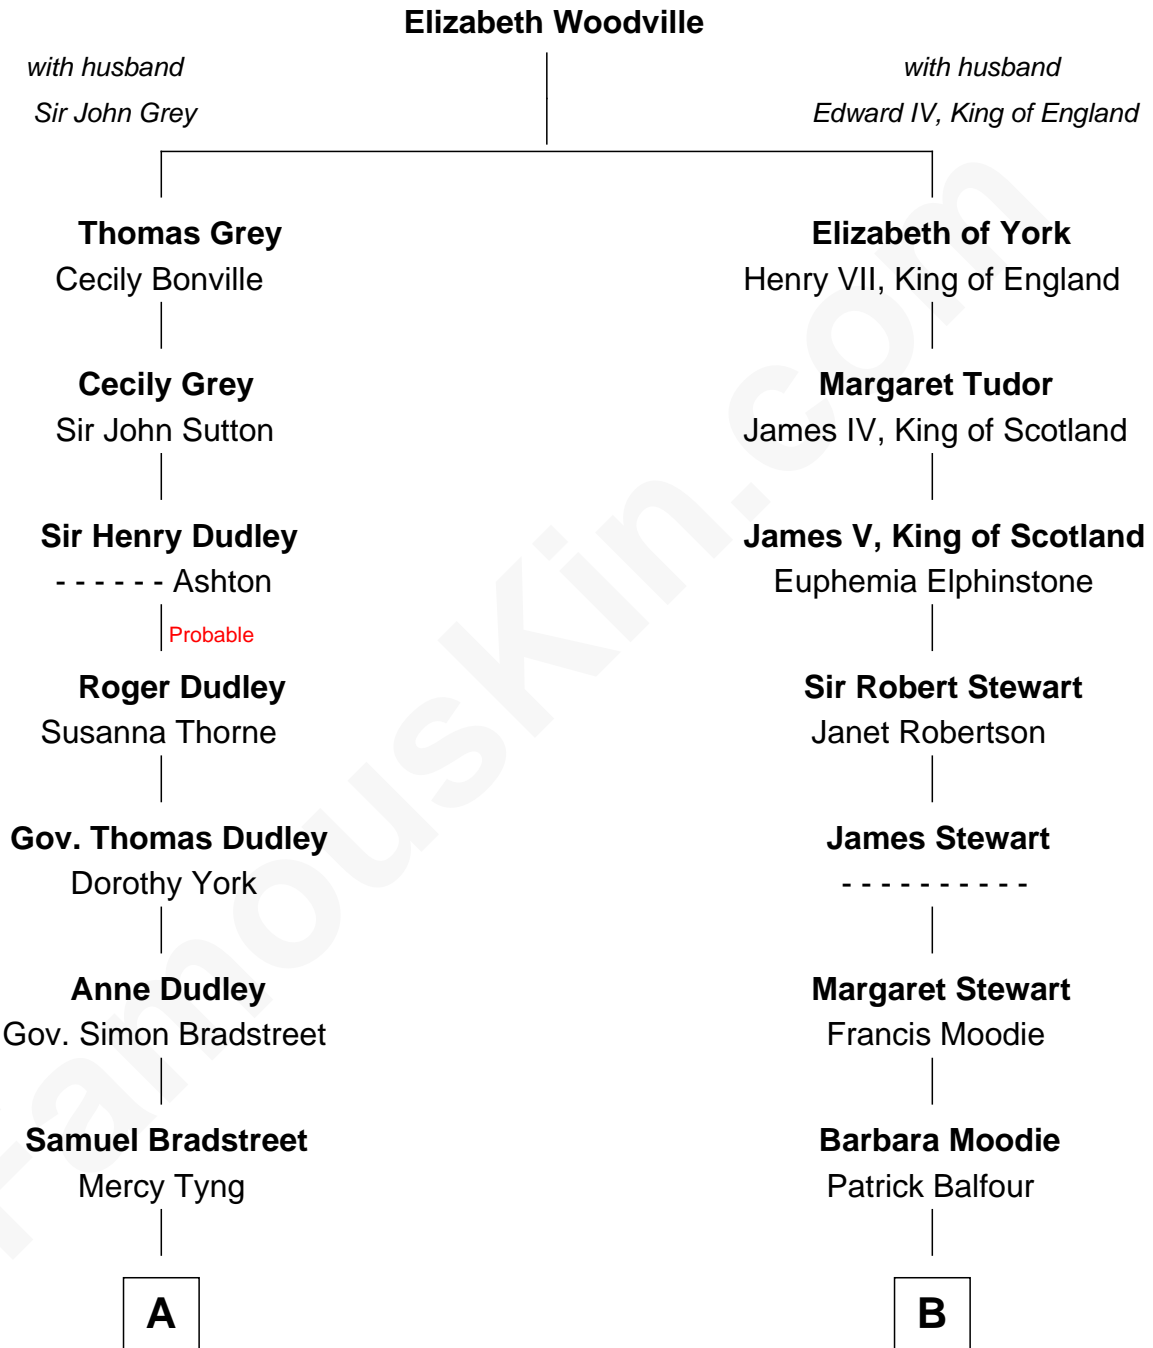 Elizabeth Woodville
with husband
Sir John Grey
with husband
Edward IV, King of England
Thomas Grey
Cecily Bonville
Elizabeth of York
Henry VII, King of England
Cecily Grey
Sir John Sutton
Margaret Tudor
James IV, King of Scotland
Sir Henry Dudley
- - - - - - Ashton
James V, King of Scotland
Euphemia Elphinstone
Probable
Roger Dudley
Susanna Thorne
Sir Robert Stewart
Janet Robertson
Gov. Thomas Dudley
Dorothy York
James Stewart
- - - - - - - - - -
Anne Dudley
Gov. Simon Bradstreet
Margaret Stewart
Francis Moodie
Samuel Bradstreet
Mercy Tyng
Barbara Moodie
Patrick Balfour
A
B
FamousKin.com